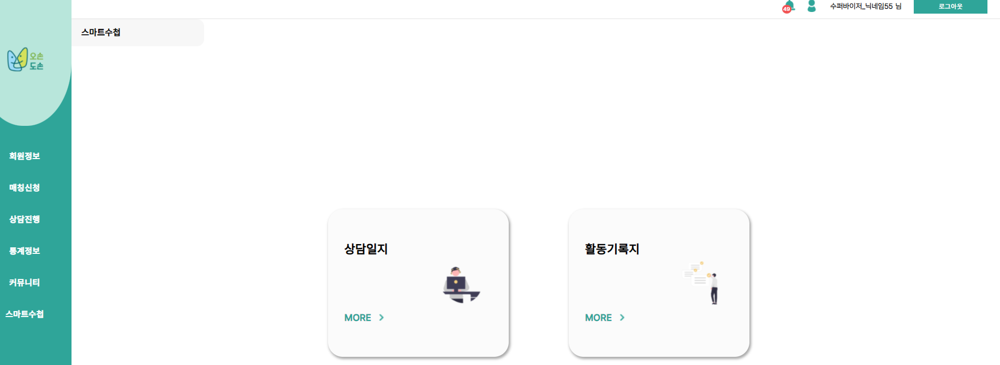 49
수퍼바이저_닉네임55 님
로그아웃
스마트수첩
오손
도손
회원정보
매칭신청
상담진행
통계정보
커뮤니티
스마트수첩
상담일지
MORE
활동기록지
MORE